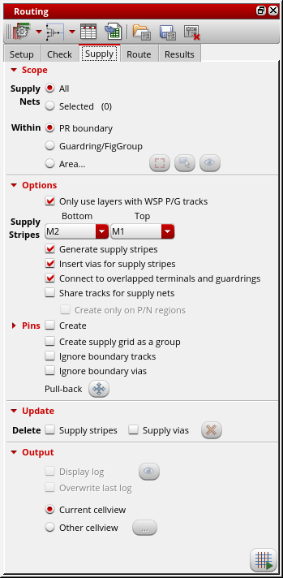 Routing
Setup Check Supply Route Results
Scope
Supply Nets All
Selected (0)
Within PR boundary
Guardring/FigGroup
Area...
Options
Only use layers with WSP P/G tracks
Supply Stripes Bottom Top
M2 M1
Generate supply stripes
Insert vias for supply stripes
Connect to overlapped terminals and guardrings
Share tracks for supply nets
Create only on P/N regions
Pins Create
Create supply grid as a group
Ignore boundary tracks
Ignore boundary vias
Pull-back
Update
Delete Supply stripes Supply vias
Output
Display log
Overwrite last log
Current cellview
Other cellview ...